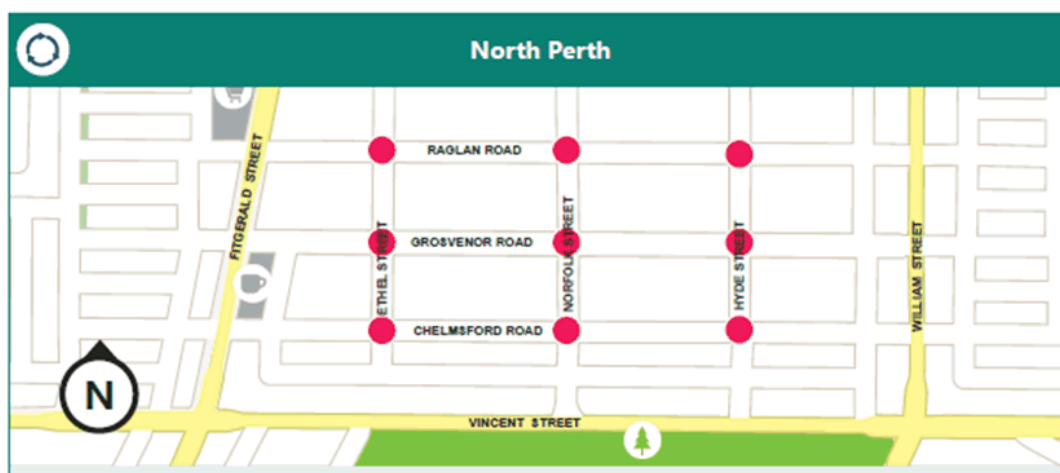 North Perth
RAGLAN ROAD
FITGERALD STREET
GROSVENOR ROAD
ETHEL STREET
NORFOLK STREET
HYDE STREET
WILLIAM STREET
CHELMSFORD ROAD
N
VINCENT STREET